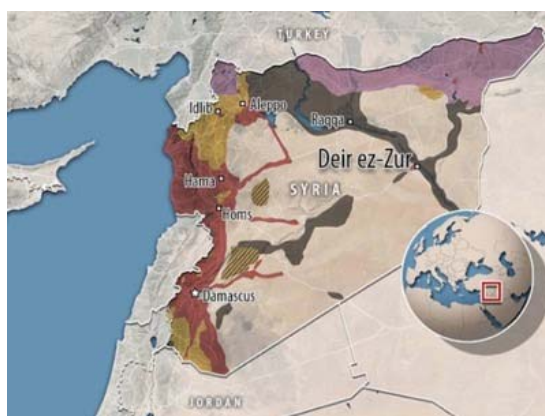 TURKEY
Idlib
Aleppo
Raqqa
Deir ez-Zur
Hama
SYRIA
Homs
Damascus
JORDAN